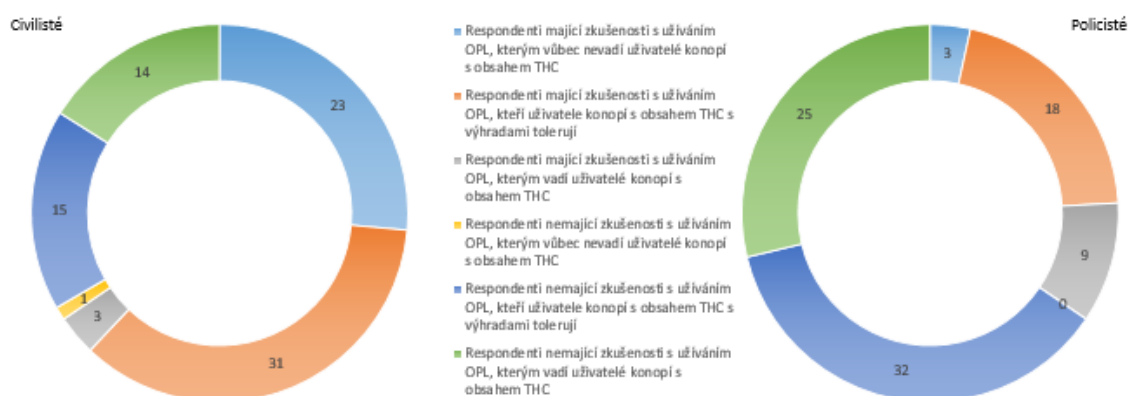 Civilisté
14
23
15
1
3
31
Respondenti mající zkušenosti s užíváním
OPL, kterým vůbec nevadí uživatelé konopí
s obsahem THC
Respondenti mající zkušenosti s užíváním
OPL, kteří uživatele konopí s obsahem THC s
výhradami tolerují
Respondenti mající zkušenosti s užíváním
OPL, kterým vadí uživatelé konopí s
obsahem THC
Respondenti nemající zkušenosti s užíváním
OPL, kterým vůbec nevadí uživatelé konopí
s obsahem THC
Respondenti nemající zkušenosti s užíváním
OPL, kteří uživatele konopí s obsahem THC s
výhradami tolerují
Respondenti nemající zkušenosti s užíváním
OPL, kterým vadí uživatelé konopí s
obsahem THC
Policisté
3
25
18
9
0
32